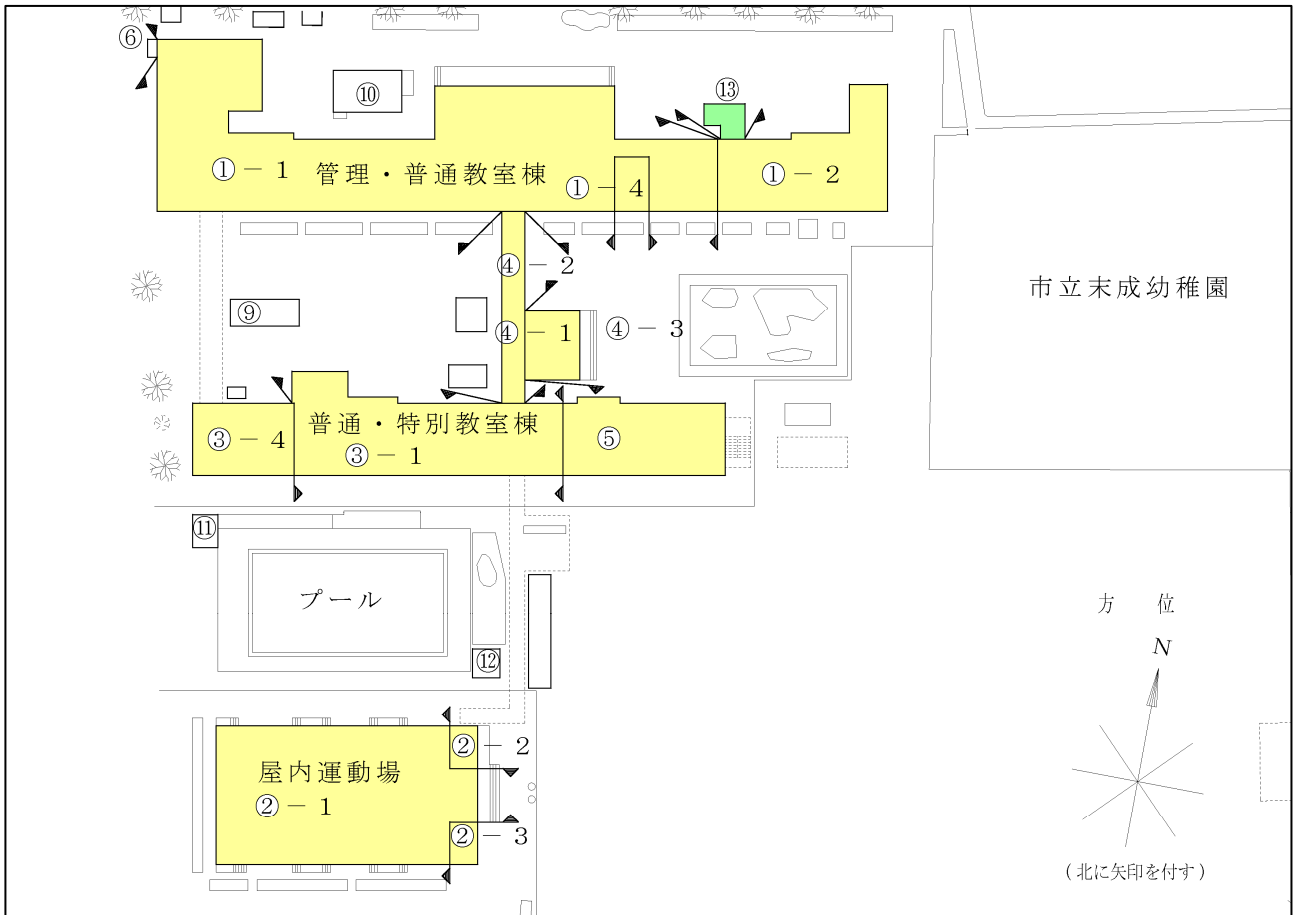 ⑥
⑩
⑬
①－1 管理・普通教室棟
①－4
①－2
④－2
⑨
④－1
④－3
市立末成幼稚園
普通・特別教室棟
③－4
③－1
⑤
⑪
プール
⑫
方　位
N
②－2
屋内運動場
②－1
②－3
(北に矢印を付す)